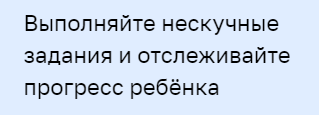 Выполняйте нескучные
задания и отслеживайте
прогресс ребёнка